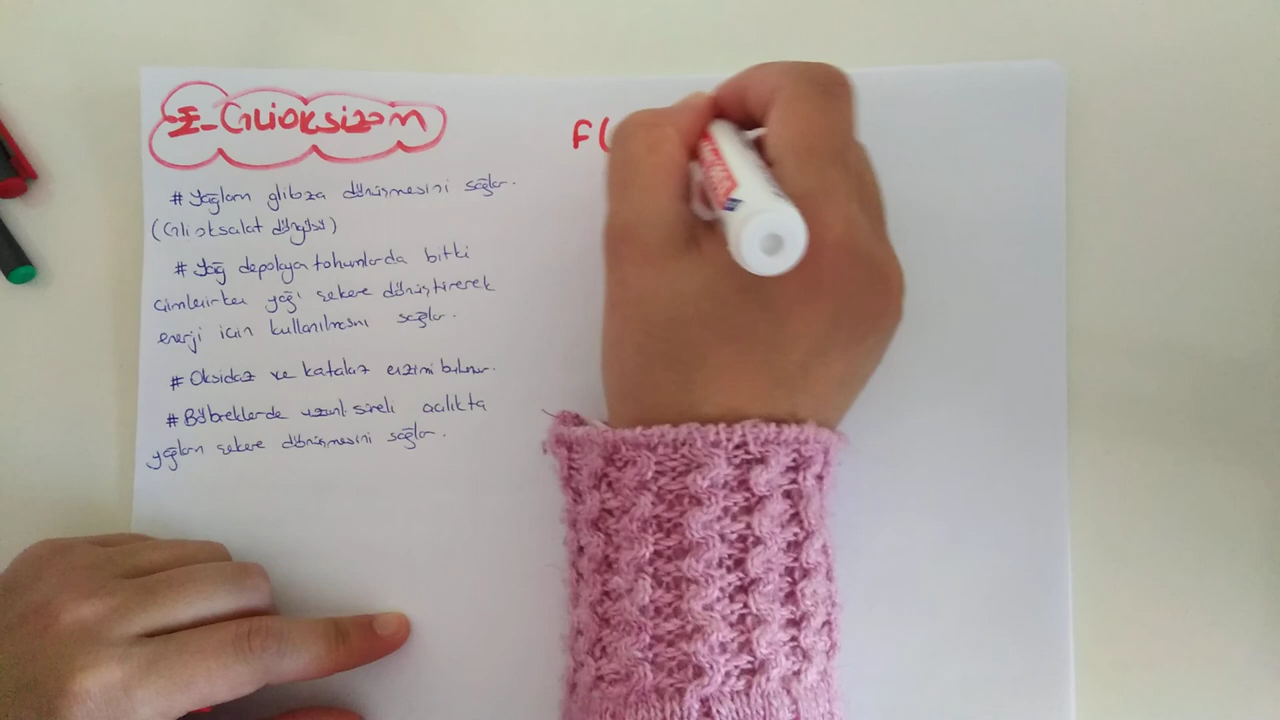 Glioksizom
# Yağların glikoza dönüşmesini sağlar.
(Glioksalat döngüsü)
# Yağ depolayan tohumlarda bitki
çimlenirken yağı şekere dönüştürerek
enerji için kullanılmasını sağlar.
# Oksidaz ve katalaz enzimi bulunur.
# Böbreklerde uzun süreli açlıkta
yağların şekere dönüşmesini sağlar.
F(